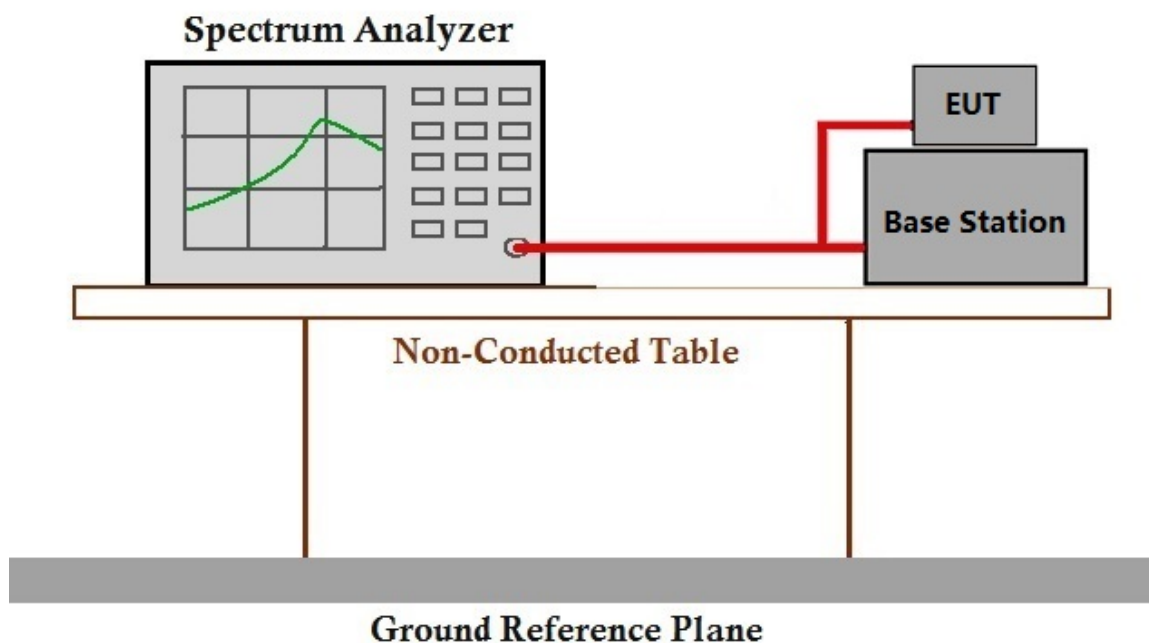 Spectrum Analyzer
EUT
Base Station
Non-Conducted Table
Ground Reference Plane